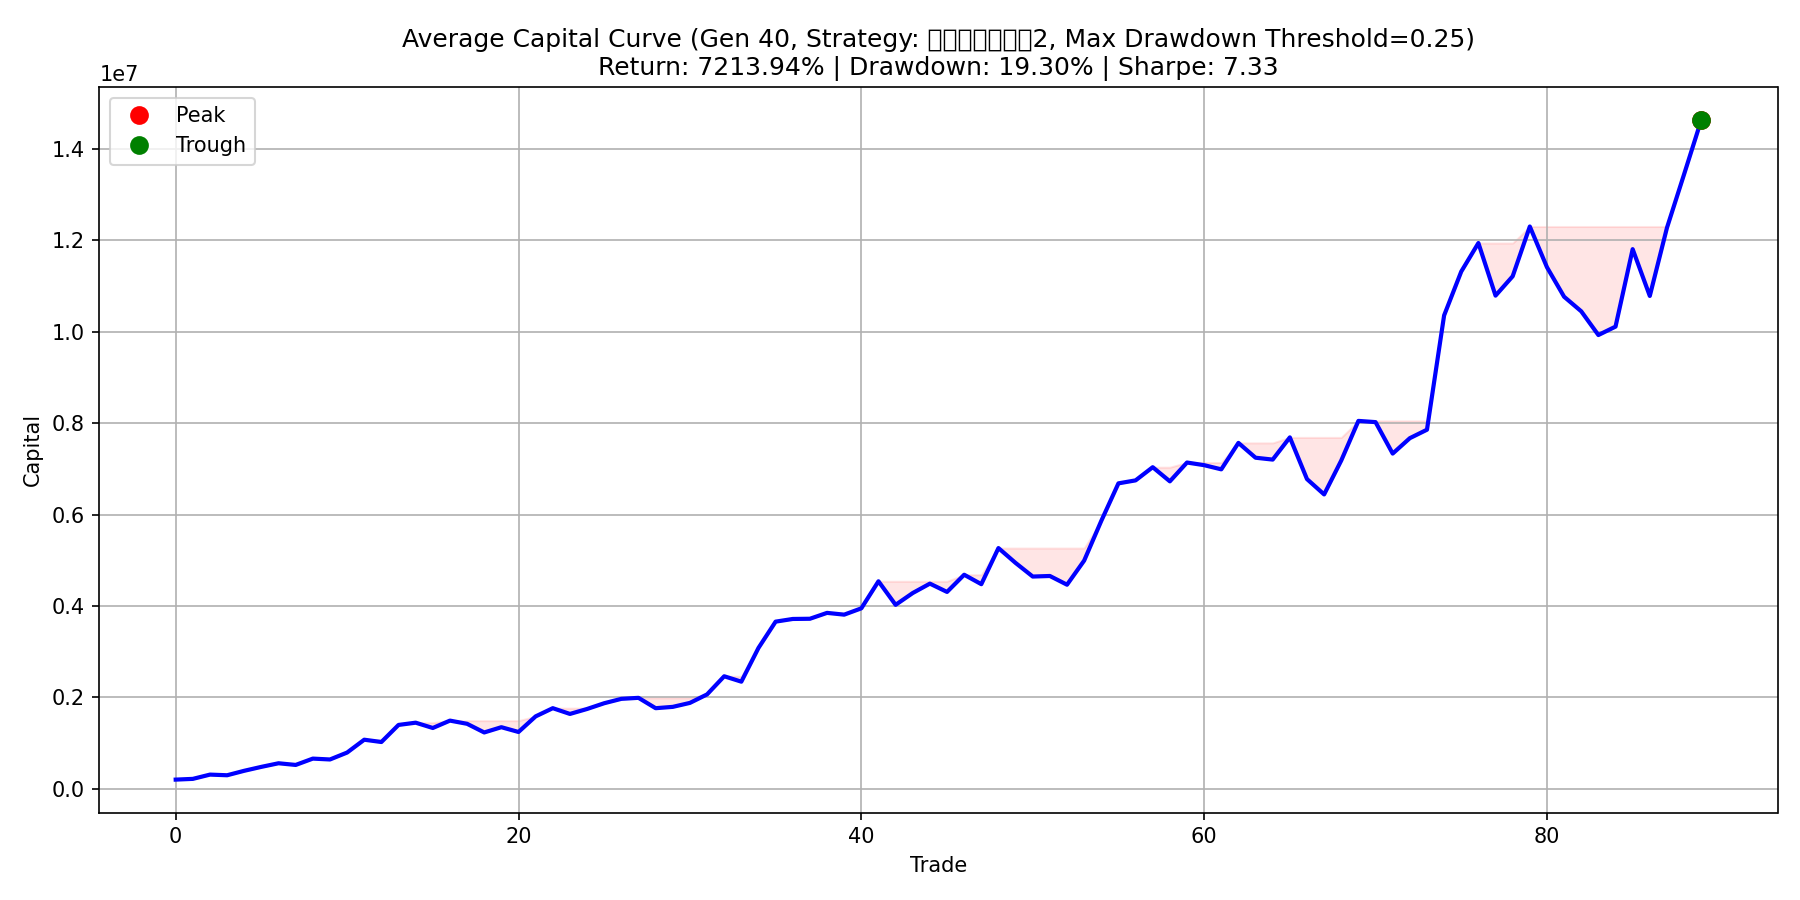 Average Capital Curve (Gen 40, Strategy: □□□□□□□2, Max Drawdown Threshold=0.25)
Return: 7213.94% | Drawdown: 19.30% | Sharpe: 7.33
1e7
Peak
Trough
1.4
1.2
1.0
0.8
0.6
0.4
0.2
0.0
Capital
0
20
40
60
80
Trade